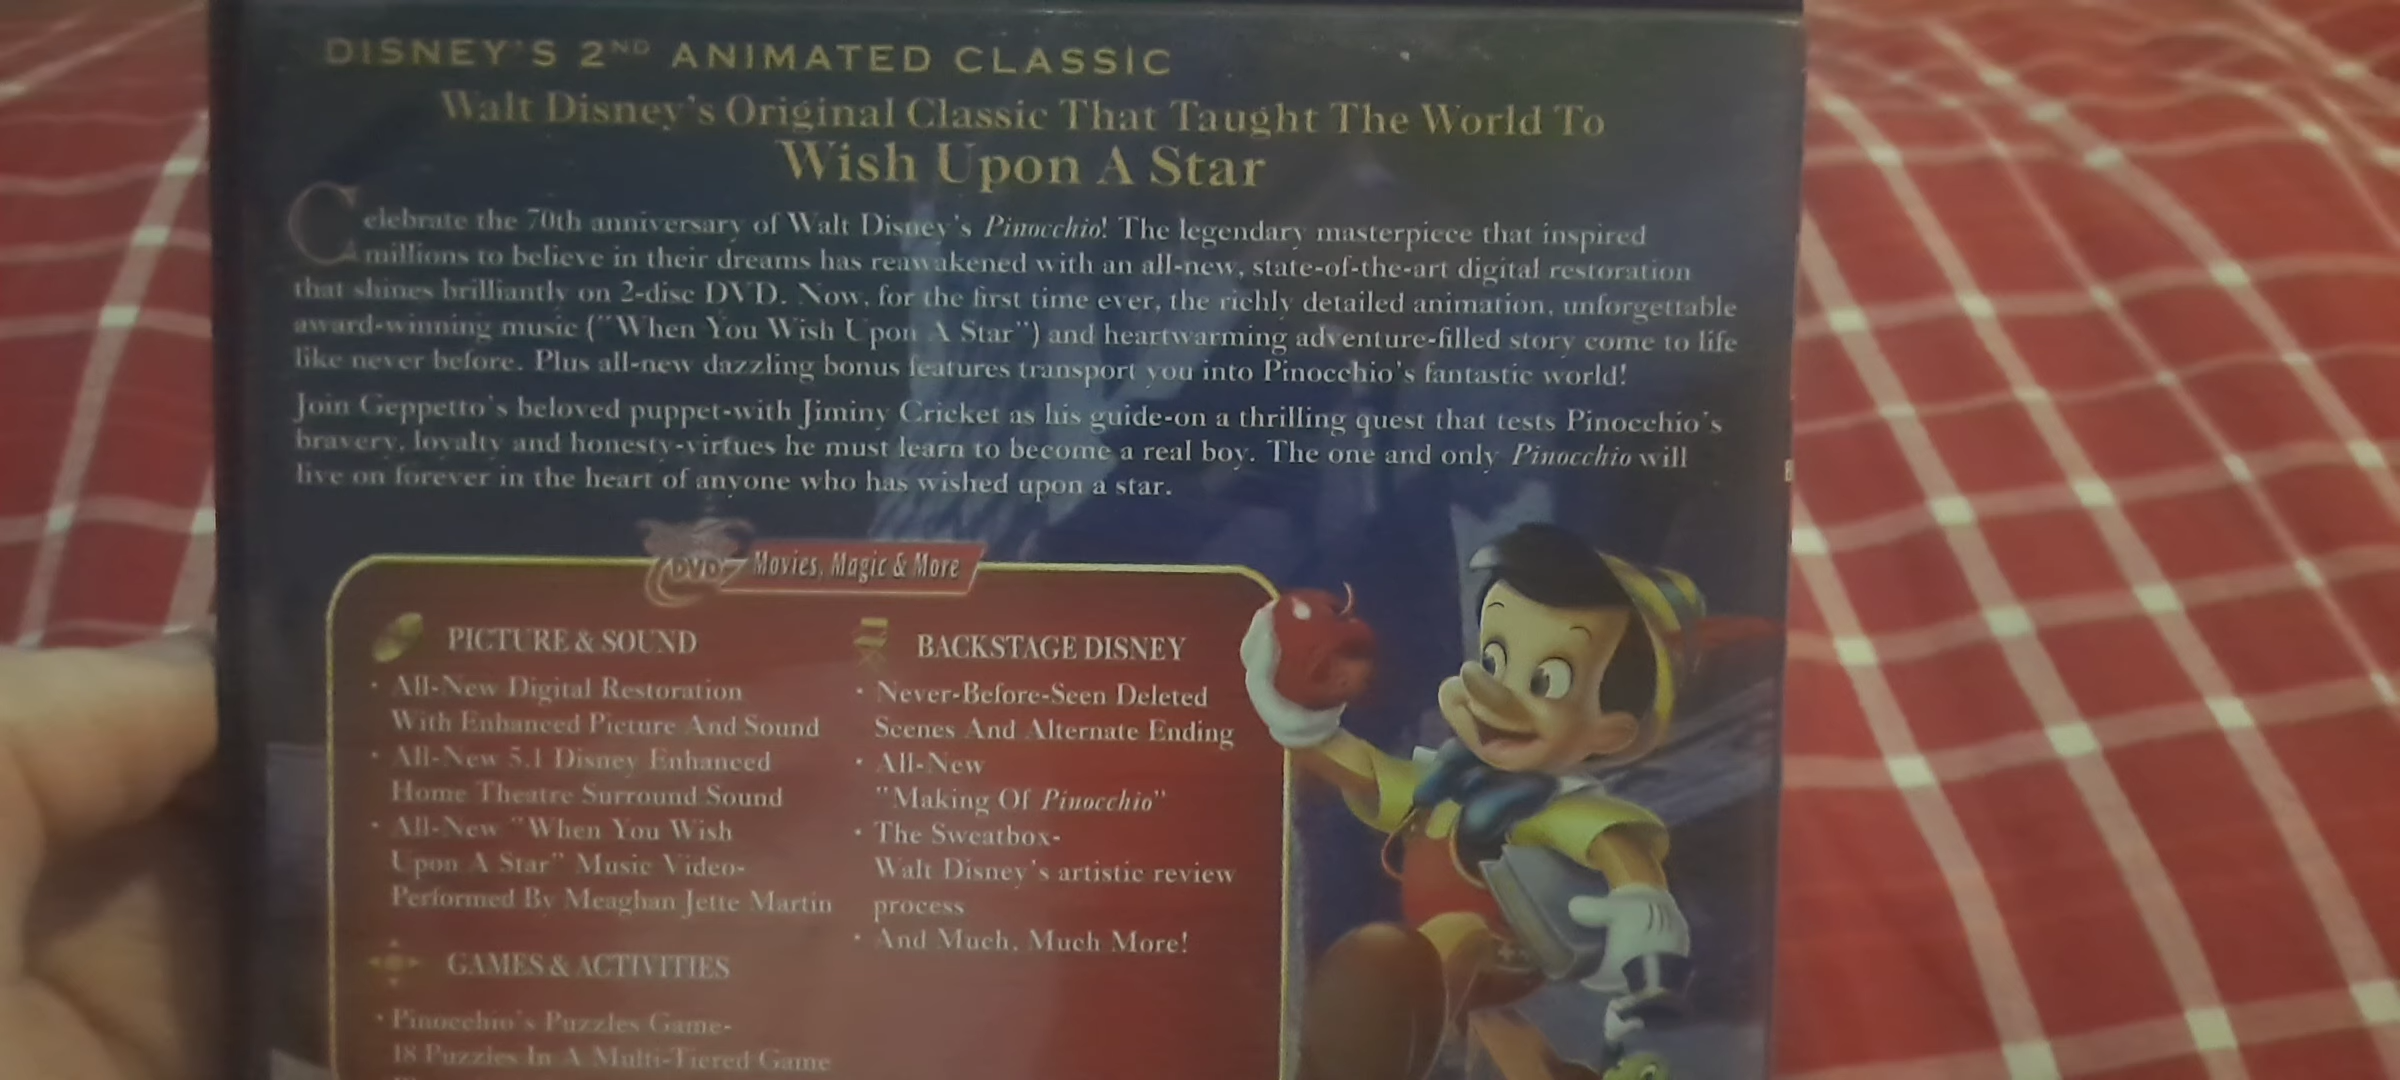 DISNEY'S 2ND ANIMATED CLASSIC
Walt Disney's Original Classic That Taught The World To
Wish Upon A Star
Celebrate the 70th anniversary of Walt Disney's Pinocchio! The legendary masterpiece that inspired
millions to believe in their dreams has reawakened with an all-new, state-of-the-art digital restoration
that shines brilliantly on 2-disc DVD. Now, for the first time ever, the richly detailed animation, unforgettable
award-winning music ("When You Wish Upon A Star") and heartwarming adventure-filled story come to life
like never before. Plus all-new dazzling bonus features transport you into Pinocchio's fantastic world!
Join Geppetto's beloved puppet-with Jiminy Cricket as his guide-on a thrilling quest that tests Pinocchio's
bravery, loyalty and honesty-virtues he must learn to become a real boy. The one and only Pinocchio will
live on forever in the heart of anyone who has wished upon a star.
DVD Movies, Magic & More
PICTURE & SOUND
· All-New Digital Restoration
With Enhanced Picture And Sound
· All-New 5.1 Disney Enhanced
Home Theatre Surround Sound
· All-New "When You Wish
Upon A Star" Music Video-
Performed By Meaghan Jette Martin
GAMES & ACTIVITIES
· Pinocchio's Puzzles Game-
18 Puzzles In A Multi-Tiered Game
BACKSTAGE DISNEY
· Never-Before-Seen Deleted
Scenes And Alternate Ending
· All-New
"Making Of Pinocchio"
· The Sweatbox-
Walt Disney's artistic review
process
· And Much, Much More!